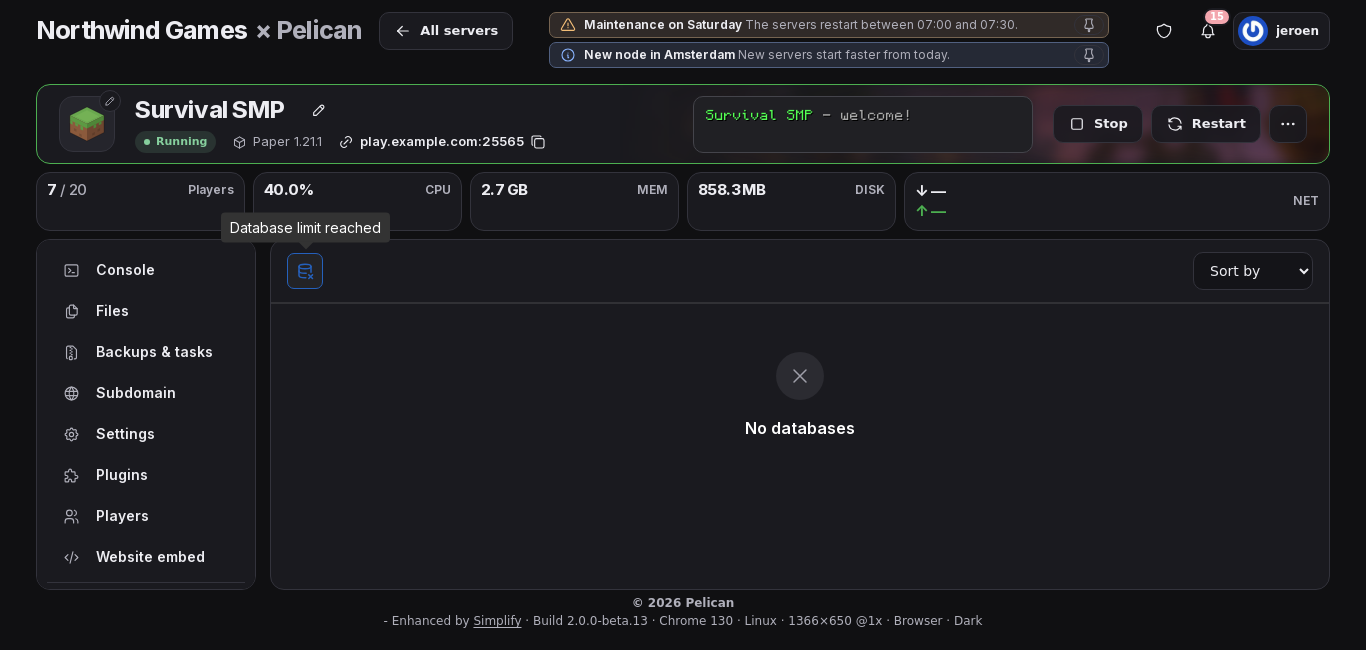 Northwind Games × Pelican
All servers
Maintenance on Saturday The servers restart between 07:00 and 07:30.
New node in Amsterdam New servers start faster from today.
15
jeroen
Survival SMP
Running
Paper 1.21.1
play.example.com:25565
Survival SMP – welcome!
Stop
Restart
7 / 20 Players
40.0% CPU
2.7 GB MEM
858.3 MB DISK
↓ —
↑ —
NET
Database limit reached
Sort by
Console
Files
Backups & tasks
Subdomain
Settings
Plugins
Players
Website embed
No databases
© 2026 Pelican
- Enhanced by Simplify · Build 2.0.0-beta.13 · Chrome 130 · Linux · 1366×650 @1x · Browser · Dark